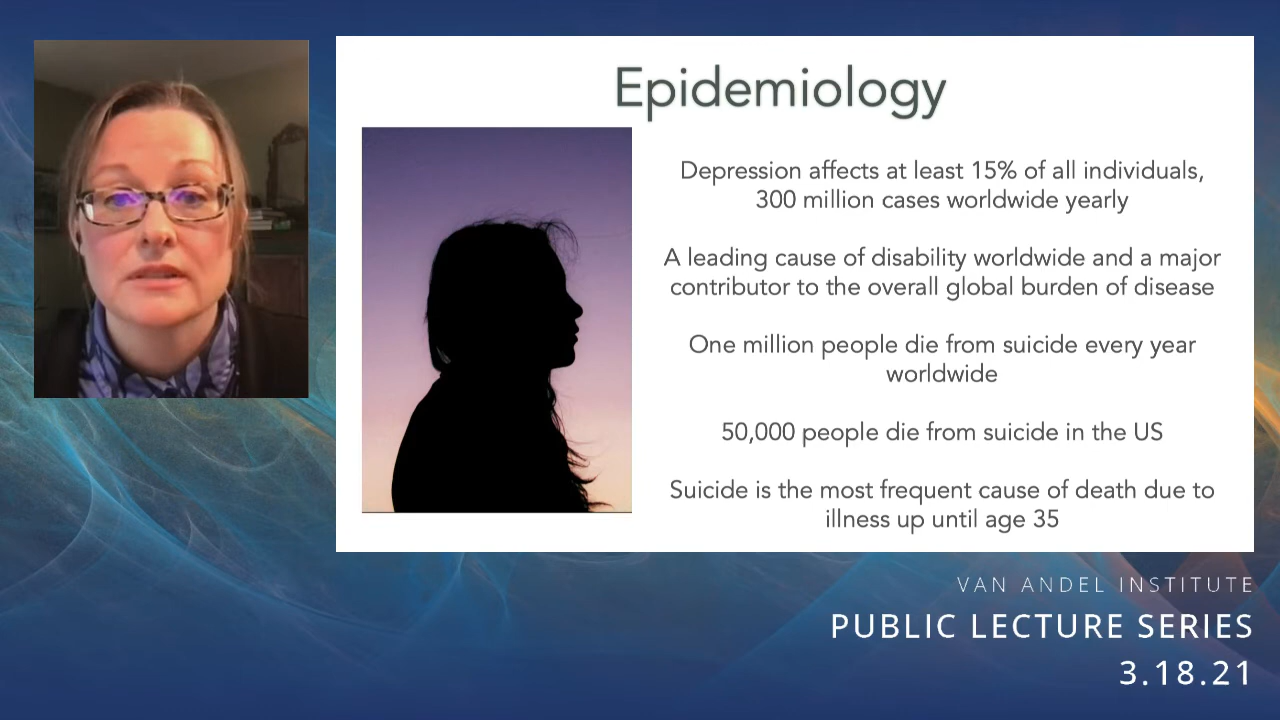 Epidemiology
Depression affects at least 15% of all individuals,
300 million cases worldwide yearly
A leading cause of disability worldwide and a major
contributor to the overall global burden of disease
One million people die from suicide every year
worldwide
50,000 people die from suicide in the US
Suicide is the most frequent cause of death due to
illness up until age 35
VAN ANDEL INSTITUTE
PUBLIC LECTURE SERIES
3.18.21